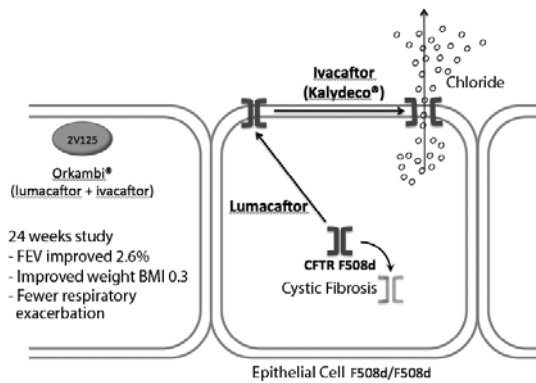 Ivacaftor
(Kalydeco®)
Chloride
2V125
Orkambi®
(lumacaftor + ivacaftor)
Lumacaftor
24 weeks study
- FEV improved 2.6%
- Improved weight BMI 0.3
- Fewer respiratory
exacerbation
CFTR F508d
Cystic Fibrosis
Epithelial Cell F508d/F508d